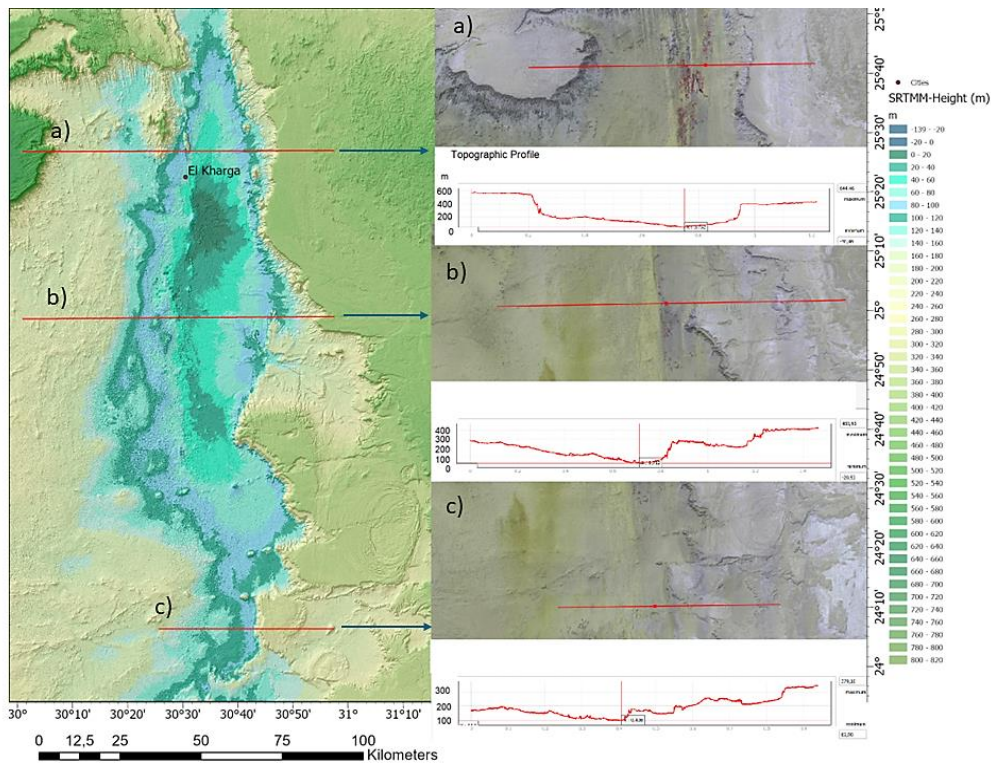 a)
El Kharga
b)
c)
30°
30°10'
30°20'
30°30'
30°40'
30°50'
31°
31°10'
0 12,5 25 50 75 100
Kilometers
a)
Topographic Profile
m
600
400
200
0
maximum
minimum
b)
400
300
200
100
0
c)
300
200
100
25°40'
25°30'
25°20'
25°10'
25°
24°50'
24°40'
24°30'
24°20'
24°10'
24°
Cities
SRTMM-Height (m)
m
-139 - -20
-20 - 0
0 - 20
20 - 40
40 - 60
60 - 80
80 - 100
100 - 120
120 - 140
140 - 160
160 - 180
180 - 200
200 - 220
220 - 240
240 - 260
260 - 280
280 - 300
300 - 320
320 - 340
340 - 360
360 - 380
380 - 400
400 - 420
420 - 440
440 - 460
460 - 480
480 - 500
500 - 520
520 - 540
540 - 560
560 - 580
580 - 600
600 - 620
620 - 640
640 - 660
660 - 680
680 - 700
700 - 720
720 - 740
740 - 760
760 - 780
780 - 800
800 - 820